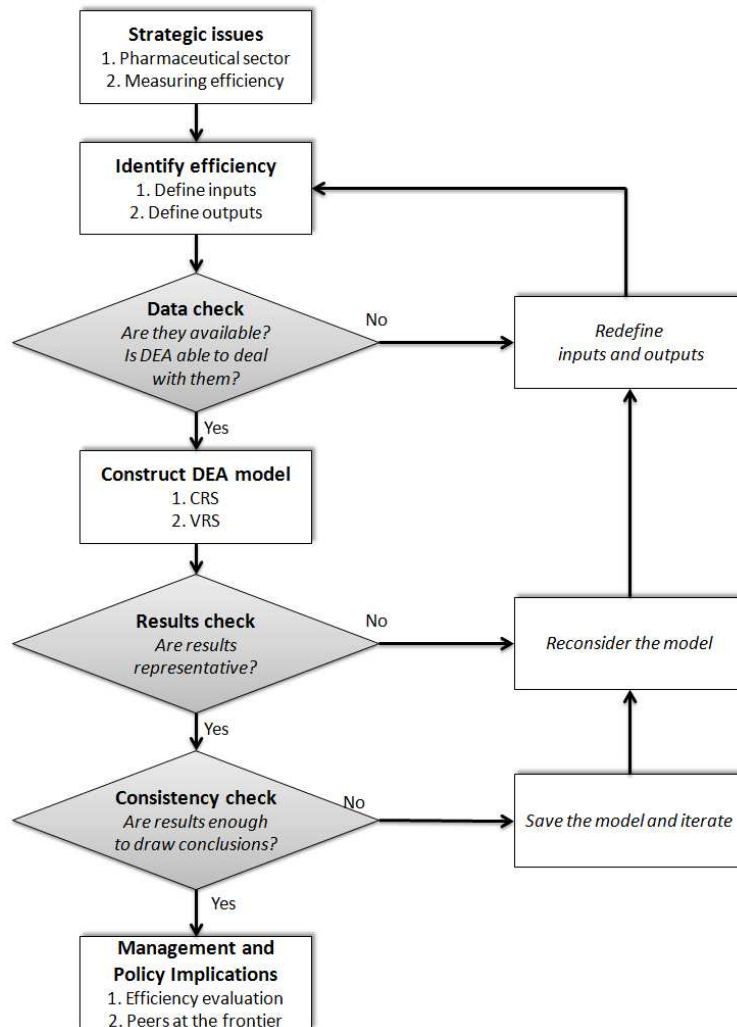 Strategic issues
1. Pharmaceutical sector
2. Measuring efficiency
Identify efficiency
1. Define inputs
2. Define outputs
Data check
Are they available?
Is DEA able to deal
with them?
No
Redefine
inputs and outputs
Yes
Construct DEA model
1. CRS
2. VRS
Results check
Are results
representative?
No
Reconsider the model
Yes
Consistency check
Are results enough
to draw conclusions?
No
Save the model and iterate
Yes
Management and
Policy Implications
1. Efficiency evaluation
2. Peers at the frontier